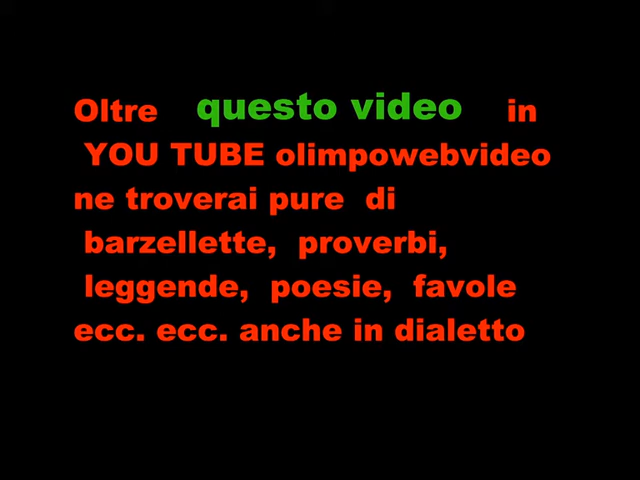 Oltre questo video in
YOU TUBE olimpowebvideo
ne troverai pure di
barzellette, proverbi,
leggende, poesie, favole
ecc. ecc. anche in dialetto